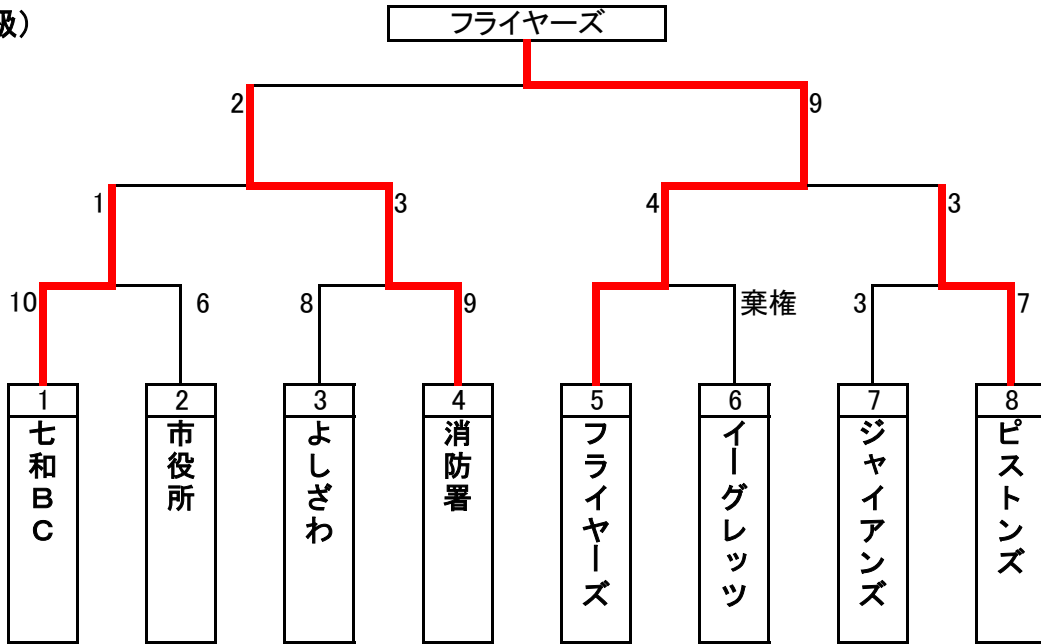 級）
フライヤーズ
2
9
1
3
4
3
10
6
8
9
棄権
3
7
1
2
3
4
5
6
7
8
七和ＢＣ
市役所
よしざわ
消防署
フライヤーズ
イーグレッツ
ジャイアンズ
ピストンズ